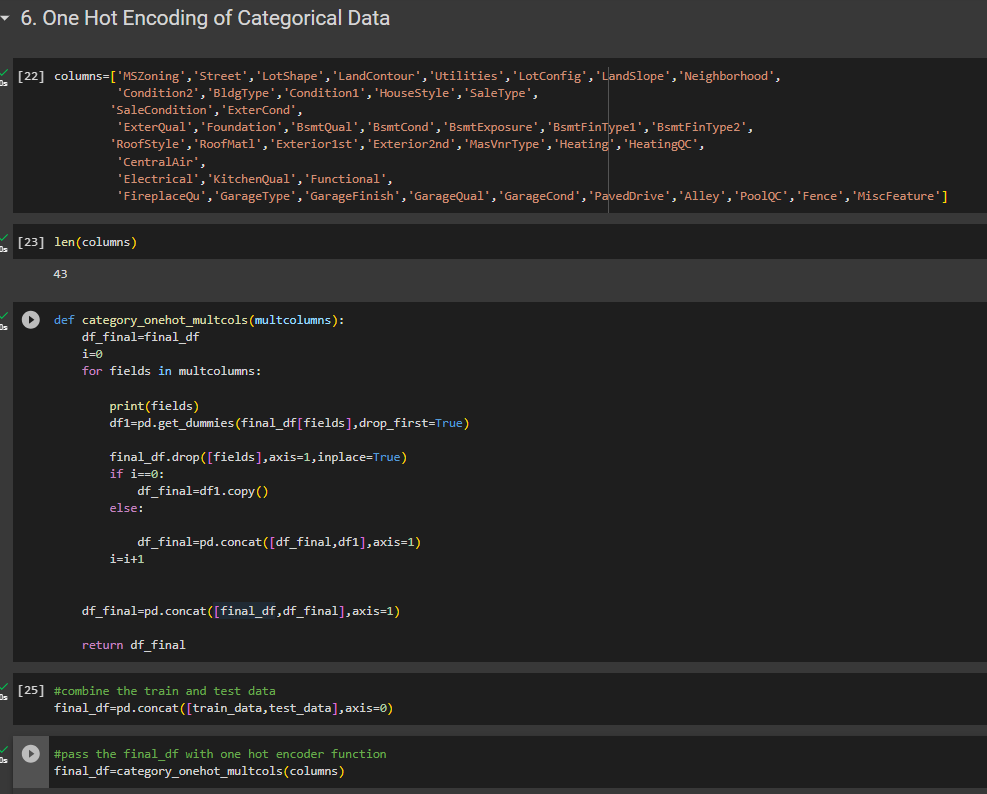 6. One Hot Encoding of Categorical Data
[22] columns=['MSZoning','Street','LotShape','LandContour','Utilities','LotConfig','LandSlope','Neighborhood',
'Condition2','BldgType','Condition1','HouseStyle','SaleType',
'SaleCondition','ExterCond',
'ExterQual','Foundation','BsmtQual','BsmtCond','BsmtExposure','BsmtFinType1','BsmtFinType2',
'RoofStyle','RoofMatl','Exterior1st','Exterior2nd','MasVnrType','Heating','HeatingQC',
'CentralAir',
'Electrical','KitchenQual','Functional',
'FireplaceQu','GarageType','GarageFinish','GarageQual','GarageCond','PavedDrive','Alley','PoolQC','Fence','MiscFeature']
0s
[23] len(columns)
0s
43
def category_onehot_multcols(multcolumns):
0s
df_final=final_df
i=0
for fields in multcolumns:
print(fields)
df1=pd.get_dummies(final_df[fields],drop_first=True)
final_df.drop([fields],axis=1,inplace=True)
if i==0:
df_final=df1.copy()
else:
df_final=pd.concat([df_final,df1],axis=1)
i=i+1
df_final=pd.concat([final_df,df_final],axis=1)
return df_final
[25] #combine the train and test data
0s
final_df=pd.concat([train_data,test_data],axis=0)
#pass the final_df with one hot encoder function
0s
final_df=category_onehot_multcols(columns)